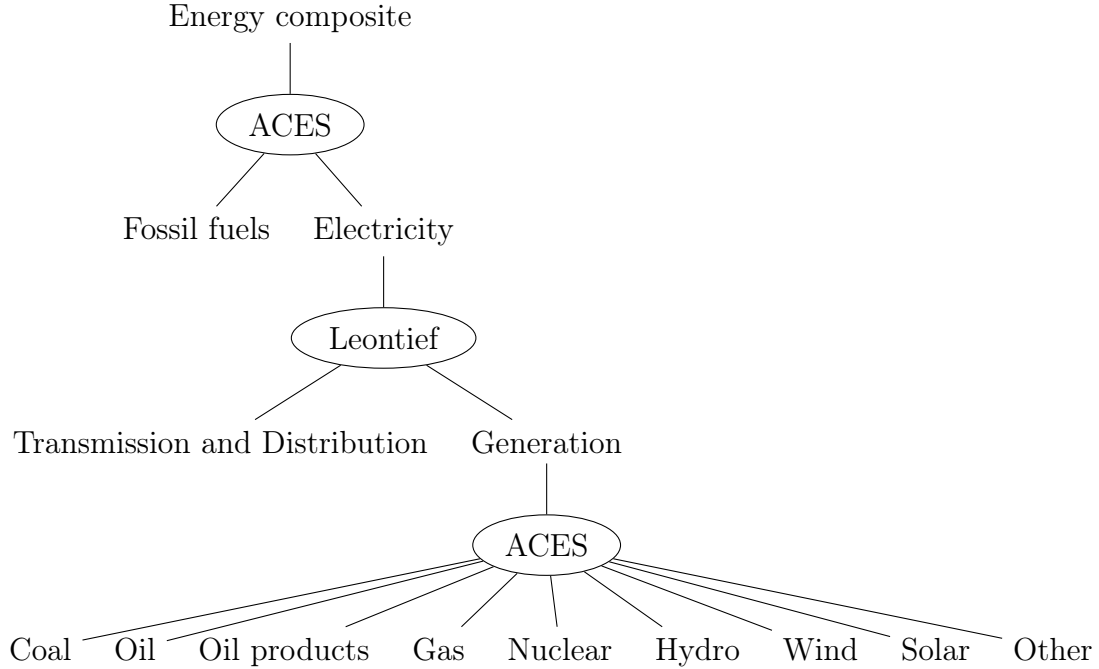 Energy composite
ACES
Fossil fuels Electricity
Leontief
Transmission and Distribution Generation
ACES
Coal Oil Oil products Gas Nuclear Hydro Wind Solar Other